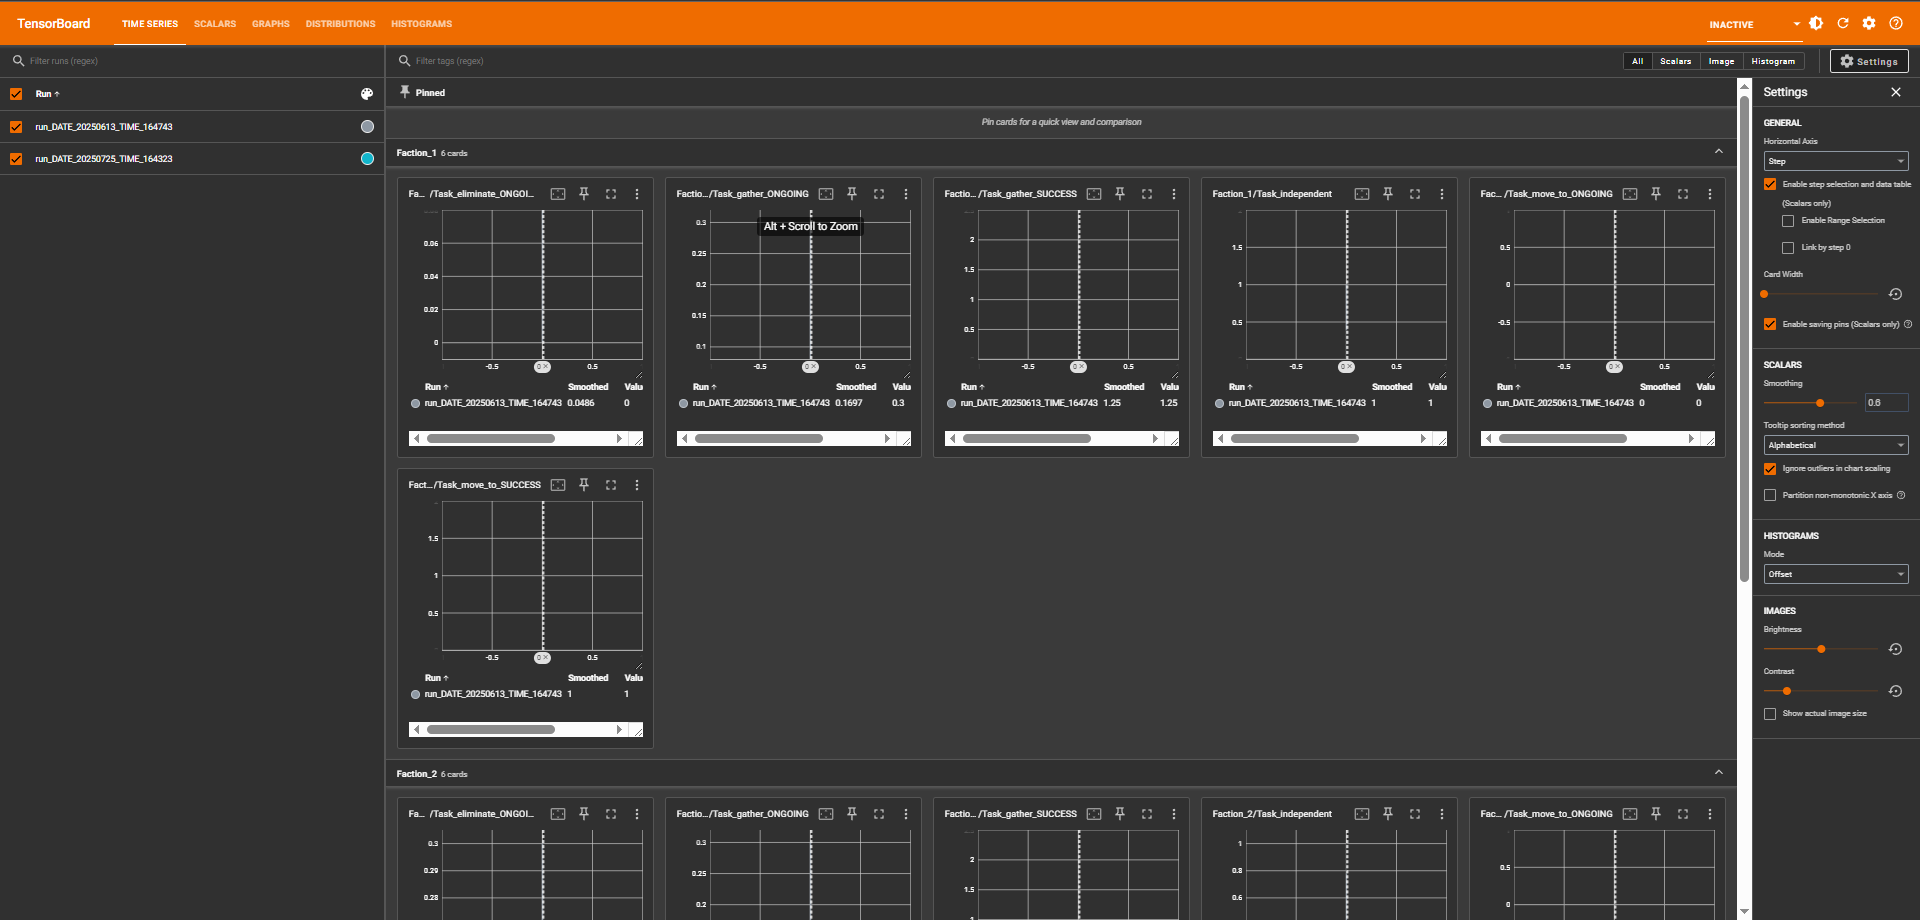 TensorBoard TIME SERIES SCALARS GRAPHS DISTRIBUTIONS HISTOGRAMS INACTIVE
Filter runs (regex)
Run
run_DATE_20250613_TIME_164743
run_DATE_20250725_TIME_164323
Filter tags (regex) All Scalars Image Histogram Settings
Pinned
Pin cards for a quick view and comparison
Faction_1 6 cards
Fa... /Task_eliminate_ONGOI...
0.06
0.04
0.02
0
-0.5 0 0.5
Run Smoothed Valu
run_DATE_20250613_TIME_164743 0.0486 0
Factio.../Task_gather_ONGOING
Alt + Scroll to Zoom
0.3
0.25
0.2
0.15
0.1
-0.5 0 0.5
Run Smoothed Valu
run_DATE_20250613_TIME_164743 0.1697 0.3
Factio... /Task_gather_SUCCESS
2
1.5
1
0.5
-0.5 0 0.5
Run Smoothed Valu
run_DATE_20250613_TIME_164743 1.25 1.25
Faction_1/Task_independent
1.5
1
0.5
-0.5 0 0.5
Run Smoothed Valu
run_DATE_20250613_TIME_164743 1 1
Fac... /Task_move_to_ONGOING
0.5
0
-0.5
-0.5 0 0.5
Run Smoothed Valu
run_DATE_20250613_TIME_164743 0 0
Fact.../Task_move_to_SUCCESS
1.5
1
0.5
-0.5 0 0.5
Run Smoothed Valu
run_DATE_20250613_TIME_164743 1 1
Faction_2 6 cards
Fa... /Task_eliminate_ONGOI...
0.3
0.29
0.28
Factio.../Task_gather_ONGOING
0.3
0.25
0.2
Factio... /Task_gather_SUCCESS
2
1.5
Faction_2/Task_independent
1
0.8
0.6
Fac... /Task_move_to_ONGOING
0.5
0
Settings
GENERAL
Horizontal Axis
Step
Enable step selection and data table
(Scalars only)
Enable Range Selection
Link by step 0
Card Width
Enable saving pins (Scalars only)
SCALARS
Smoothing
0.6
Tooltip sorting method
Alphabetical
Ignore outliers in chart scaling
Partition non-monotonic X axis
HISTOGRAMS
Mode
Offset
IMAGES
Brightness
Contrast
Show actual image size